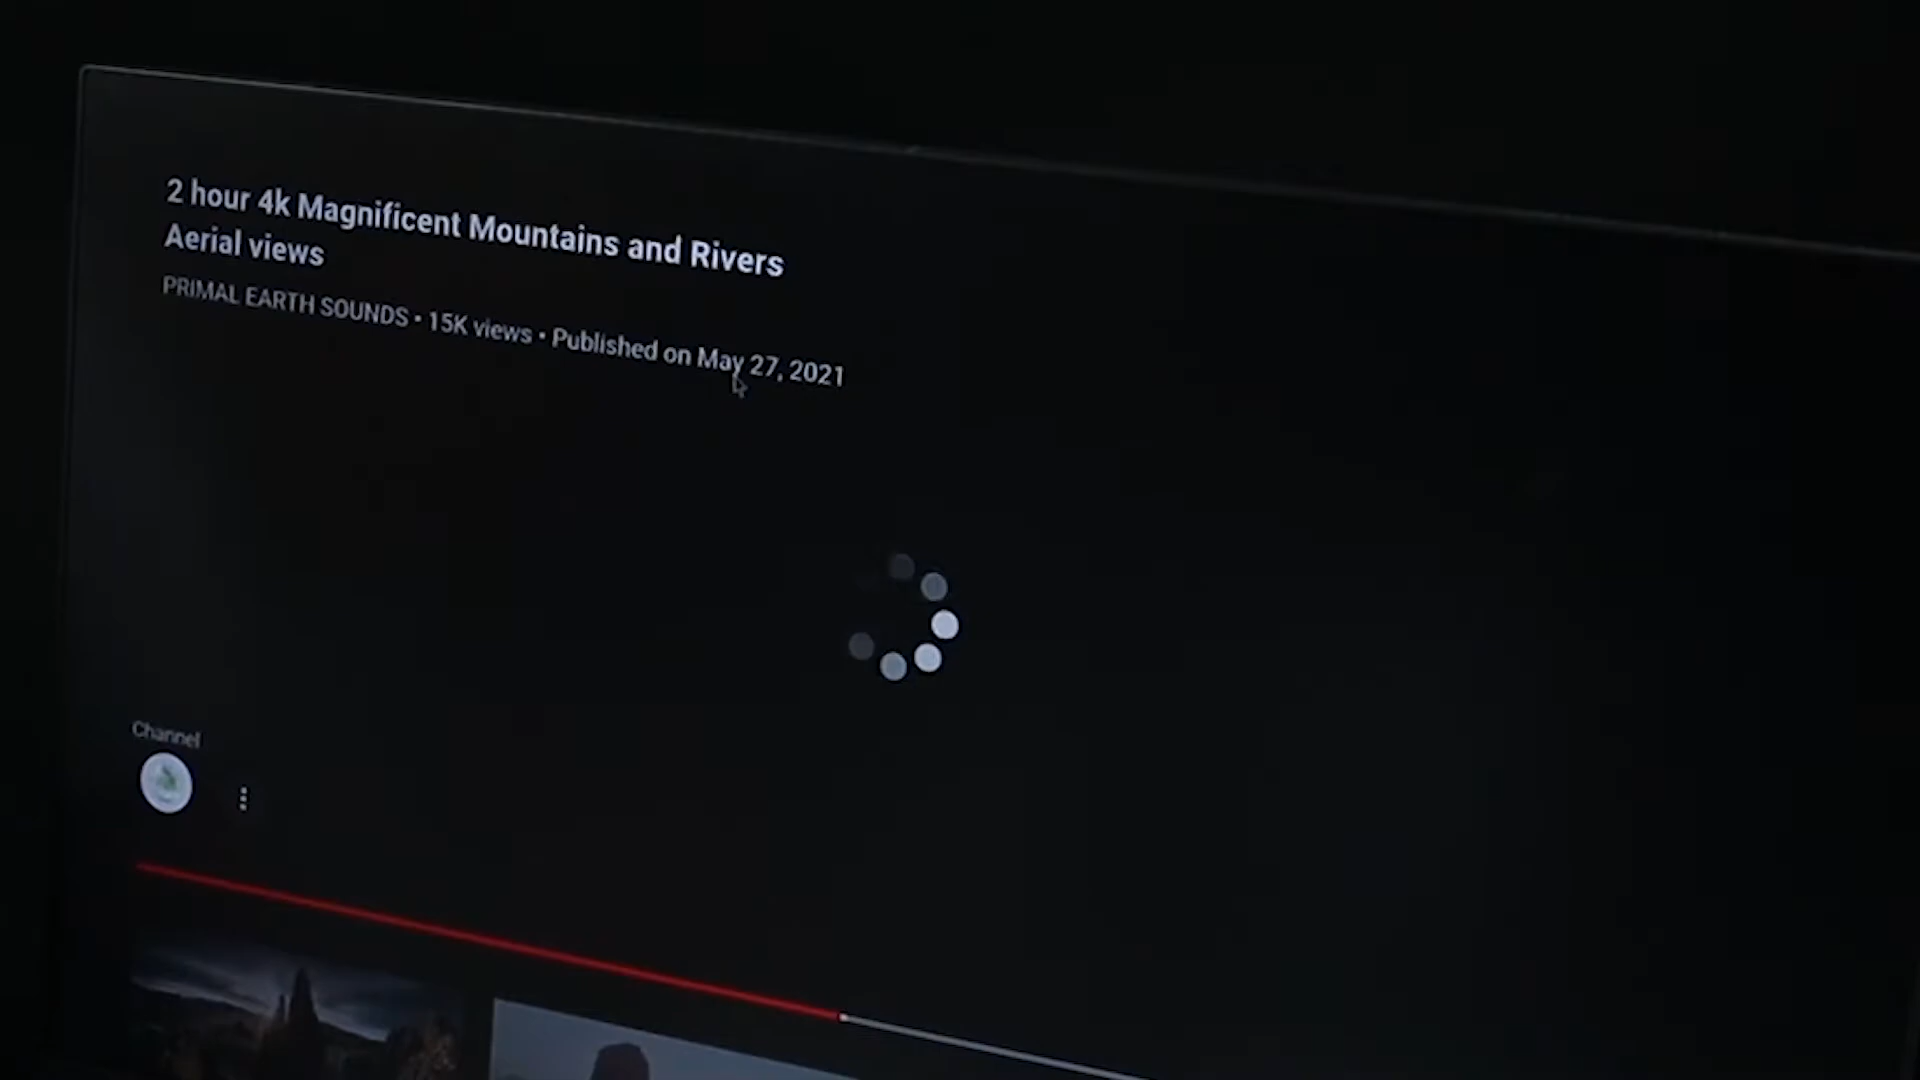 2 hour 4k Magnificent Mountains and Rivers
Aerial views
PRIMAL EARTH SOUNDS • 15K views • Published on May 27, 2021
Channel